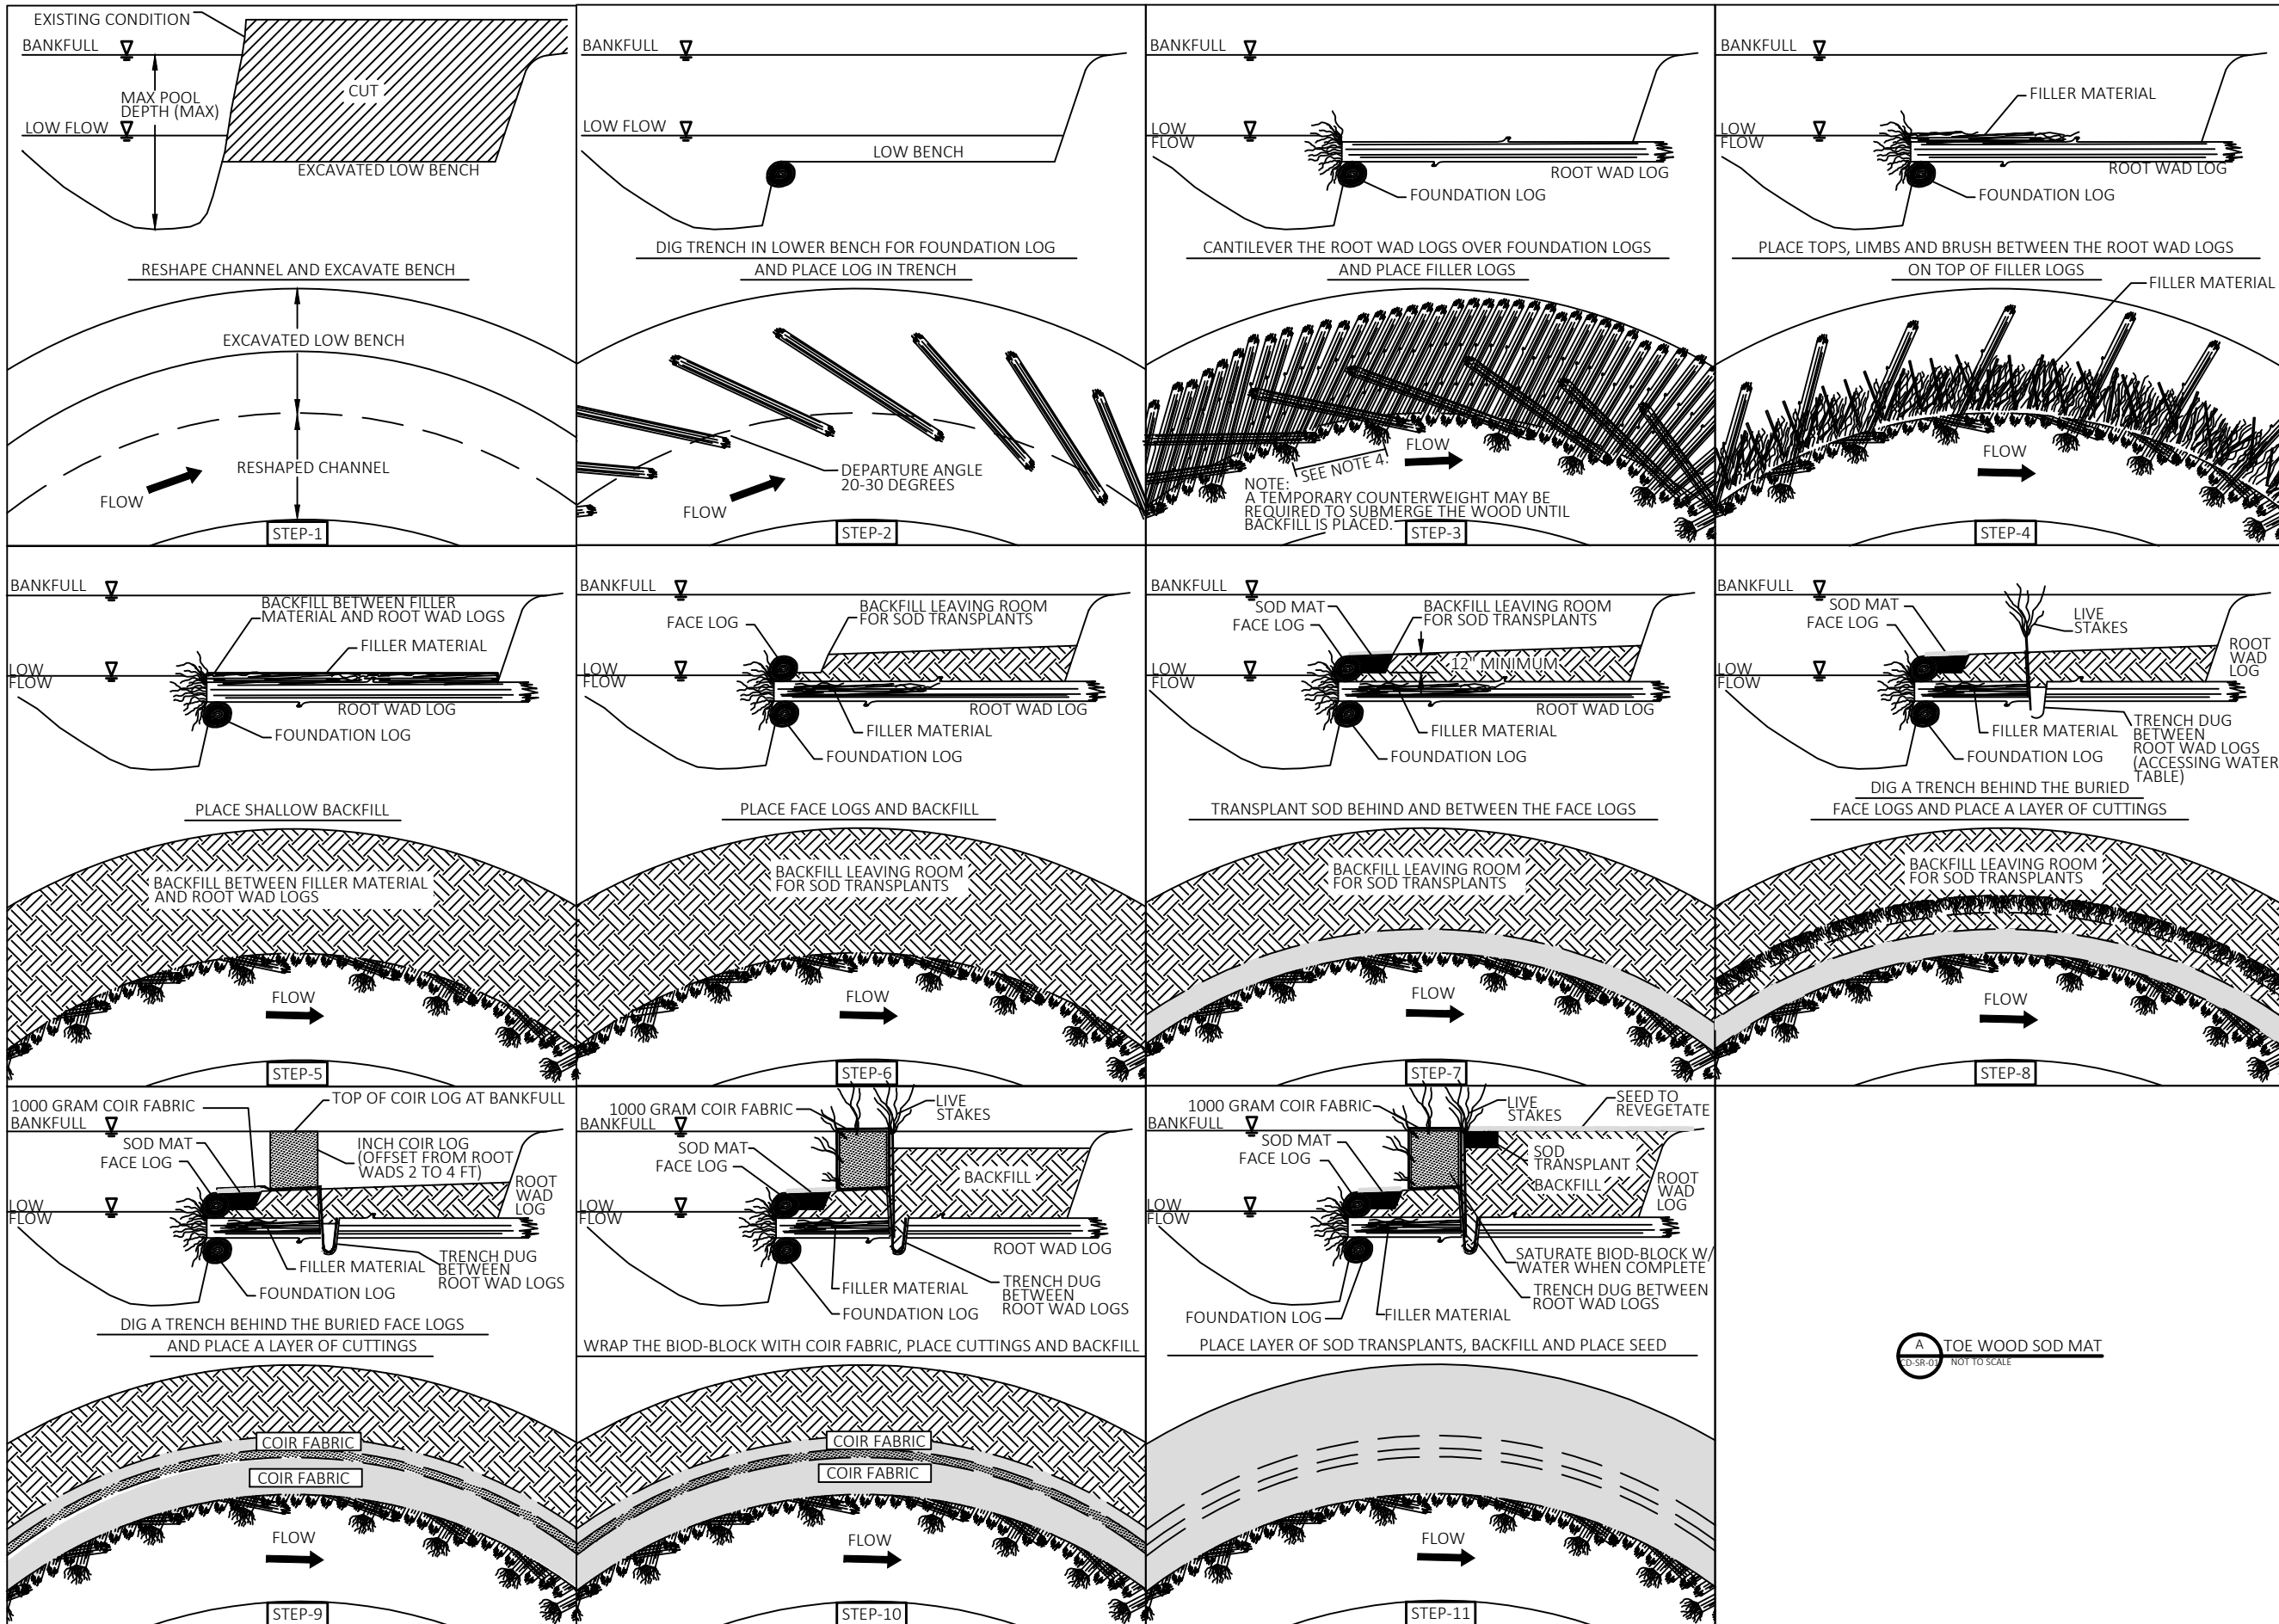 EXISTING CONDITION
BANKFULL
CUT
MAX POOL
DEPTH (MAX)
LOW FLOW
EXCAVATED LOW BENCH
RESHAPE CHANNEL AND EXCAVATE BENCH
EXCAVATED LOW BENCH
RESHAPED CHANNEL
FLOW
STEP-1
BANKFULL
LOW FLOW
LOW BENCH
DIG TRENCH IN LOWER BENCH FOR FOUNDATION LOG
AND PLACE LOG IN TRENCH
DEPARTURE ANGLE
20-30 DEGREES
FLOW
STEP-2
BANKFULL
LOW
FLOW
ROOT WAD LOG
FOUNDATION LOG
CANTILEVER THE ROOT WAD LOGS OVER FOUNDATION LOGS
AND PLACE FILLER LOGS
FLOW
SEE NOTE 4.
NOTE:
A TEMPORARY COUNTERWEIGHT MAY BE
REQUIRED TO SUBMERGE THE WOOD UNTIL
BACKFILL IS PLACED.
STEP-3
BANKFULL
FILLER MATERIAL
LOW
FLOW
ROOT WAD LOG
FOUNDATION LOG
PLACE TOPS, LIMBS AND BRUSH BETWEEN THE ROOT WAD LOGS
ON TOP OF FILLER LOGS
FILLER MATERIAL
FLOW
STEP-4
BANKFULL
BACKFILL BETWEEN FILLER
MATERIAL AND ROOT WAD LOGS
FILLER MATERIAL
LOW
FLOW
ROOT WAD LOG
FOUNDATION LOG
PLACE SHALLOW BACKFILL
BACKFILL BETWEEN FILLER MATERIAL
AND ROOT WAD LOGS
FLOW
STEP-5
BANKFULL
BACKFILL LEAVING ROOM
FOR SOD TRANSPLANTS
FACE LOG
LOW
FLOW
ROOT WAD LOG
FILLER MATERIAL
FOUNDATION LOG
PLACE FACE LOGS AND BACKFILL
BACKFILL LEAVING ROOM
FOR SOD TRANSPLANTS
FLOW
STEP-6
BANKFULL
SOD MAT
FACE LOG
BACKFILL LEAVING ROOM
FOR SOD TRANSPLANTS
12" MINIMUM
LOW
FLOW
ROOT WAD LOG
FILLER MATERIAL
FOUNDATION LOG
TRANSPLANT SOD BEHIND AND BETWEEN THE FACE LOGS
BACKFILL LEAVING ROOM
FOR SOD TRANSPLANTS
FLOW
STEP-7
BANKFULL
SOD MAT
FACE LOG
LIVE
STAKES
ROOT
WAD
LOG
LOW
FLOW
FILLER MATERIAL
FOUNDATION LOG
TRENCH DUG
BETWEEN
ROOT WAD LOGS
(ACCESSING WATER
TABLE)
DIG A TRENCH BEHIND THE BURIED
FACE LOGS AND PLACE A LAYER OF CUTTINGS
BACKFILL LEAVING ROOM
FOR SOD TRANSPLANTS
FLOW
STEP-8
TOP OF COIR LOG AT BANKFULL
1000 GRAM COIR FABRIC
BANKFULL
SOD MAT
FACE LOG
INCH COIR LOG
(OFFSET FROM ROOT
WADS 2 TO 4 FT)
ROOT
WAD
LOG
LOW
FLOW
FILLER MATERIAL
FOUNDATION LOG
TRENCH DUG
BETWEEN
ROOT WAD LOGS
DIG A TRENCH BEHIND THE BURIED FACE LOGS
AND PLACE A LAYER OF CUTTINGS
COIR FABRIC
COIR FABRIC
FLOW
STEP-9
1000 GRAM COIR FABRIC
BANKFULL
LIVE
STAKES
SOD MAT
FACE LOG
BACKFILL
LOW
FLOW
ROOT WAD LOG
FILLER MATERIAL
FOUNDATION LOG
TRENCH DUG
BETWEEN
ROOT WAD LOGS
WRAP THE BIOD-BLOCK WITH COIR FABRIC, PLACE CUTTINGS AND BACKFILL
COIR FABRIC
COIR FABRIC
FLOW
STEP-10
1000 GRAM COIR FABRIC
BANKFULL
LIVE
STAKES
SEED TO
REVEGETATE
SOD MAT
FACE LOG
SOD
TRANSPLANT
BACKFILL
ROOT
WAD
LOG
LOW
FLOW
SATURATE BIOD-BLOCK W/
WATER WHEN COMPLETE
TRENCH DUG BETWEEN
ROOT WAD LOGS
FILLER MATERIAL
FOUNDATION LOG
PLACE LAYER OF SOD TRANSPLANTS, BACKFILL AND PLACE SEED
FLOW
STEP-11
A
CD-SR-01
TOE WOOD SOD MAT
NOT TO SCALE